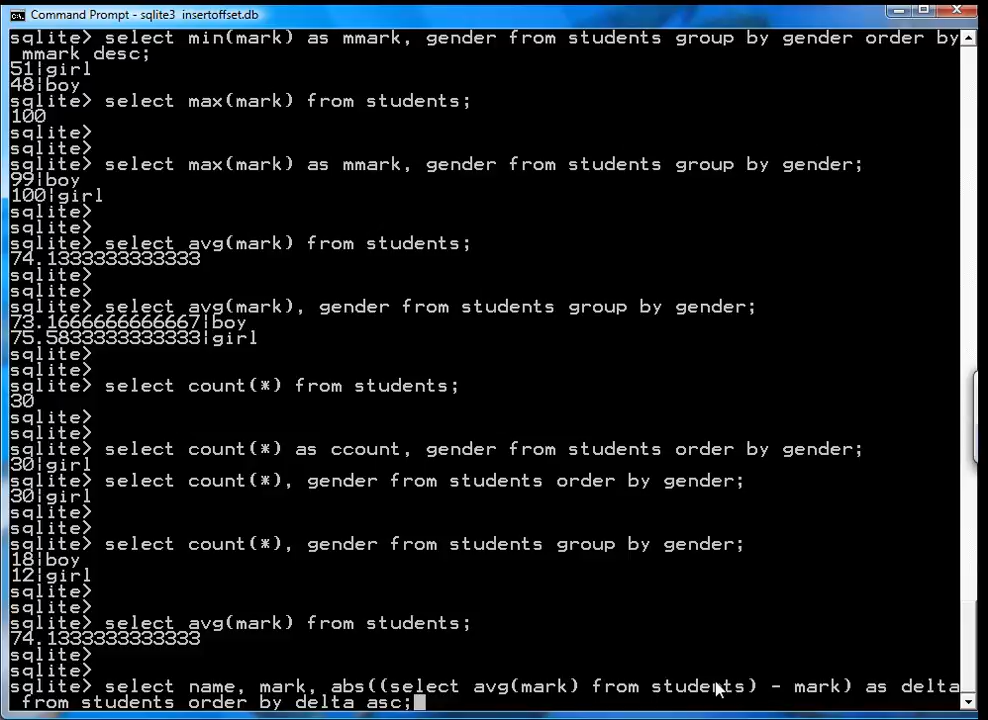 Command Prompt - sqlite3 insertoffset.db
sqlite> select min(mark) as mmark, gender from students group by gender order by
 mmark desc;
51|girl
48|boy
sqlite> select max(mark) from students;
100
sqlite>
sqlite>
sqlite> select max(mark) as mmark, gender from students group by gender;
99|boy
100|girl
sqlite>
sqlite>
sqlite> select avg(mark) from students;
74.1333333333333
sqlite>
sqlite>
sqlite> select avg(mark), gender from students group by gender;
73.1666666666667|boy
75.5833333333333|girl
sqlite>
sqlite>
sqlite> select count(*) from students;
30
sqlite>
sqlite>
sqlite> select count(*) as ccount, gender from students order by gender;
30|girl
sqlite> select count(*), gender from students order by gender;
30|girl
sqlite>
sqlite>
sqlite> select count(*), gender from students group by gender;
18|boy
12|girl
sqlite>
sqlite>
sqlite> select avg(mark) from students;
74.1333333333333
sqlite>
sqlite>
sqlite> select name, mark, abs((select avg(mark) from students) - mark) as delta
 from students order by delta asc;